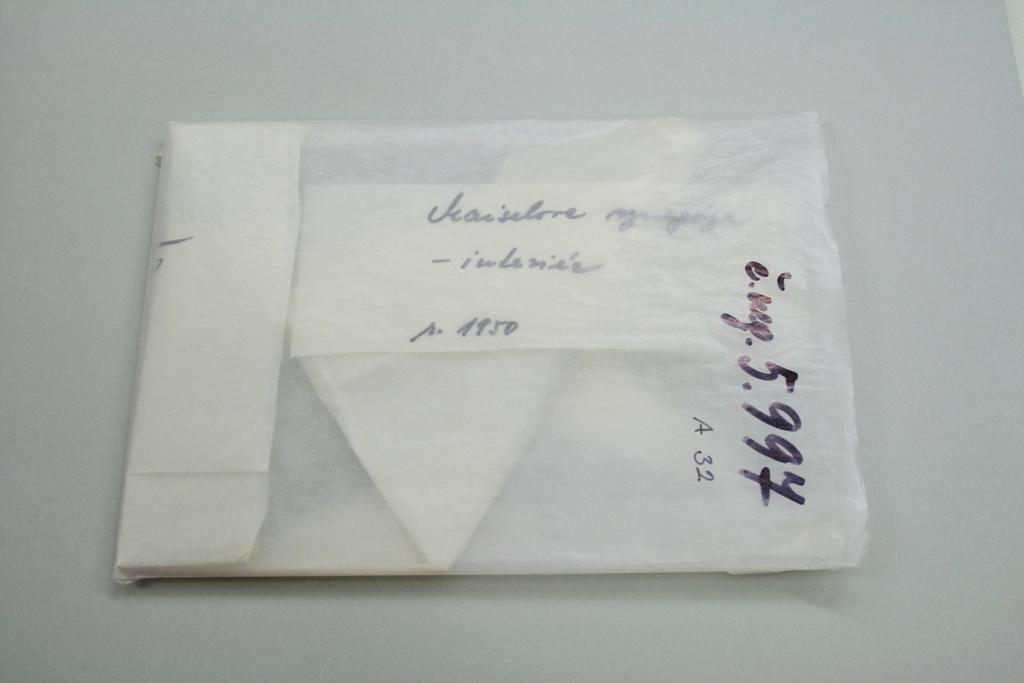 Maiselova synagoga
- interiér
p. 1950
č.neg. 5.994
A 32